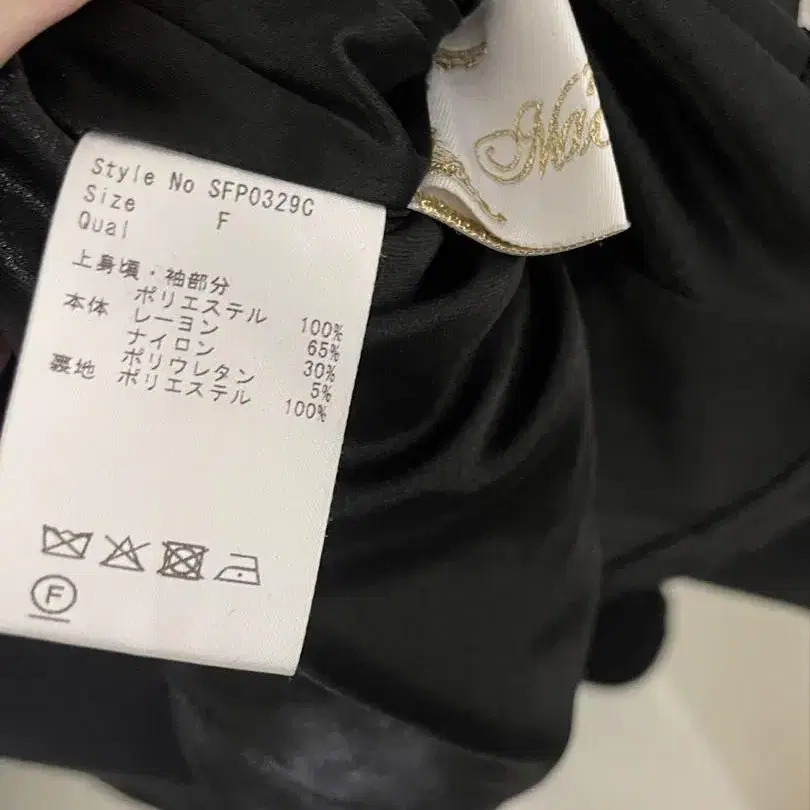 Style No SFP0329C
Size F
Qual
上身頃・袖部分
ポリエステル 100%
本体 レーヨン 65%
ナイロン 30%
ポリウレタン 5%
裏地 ポリエステル 100%
F